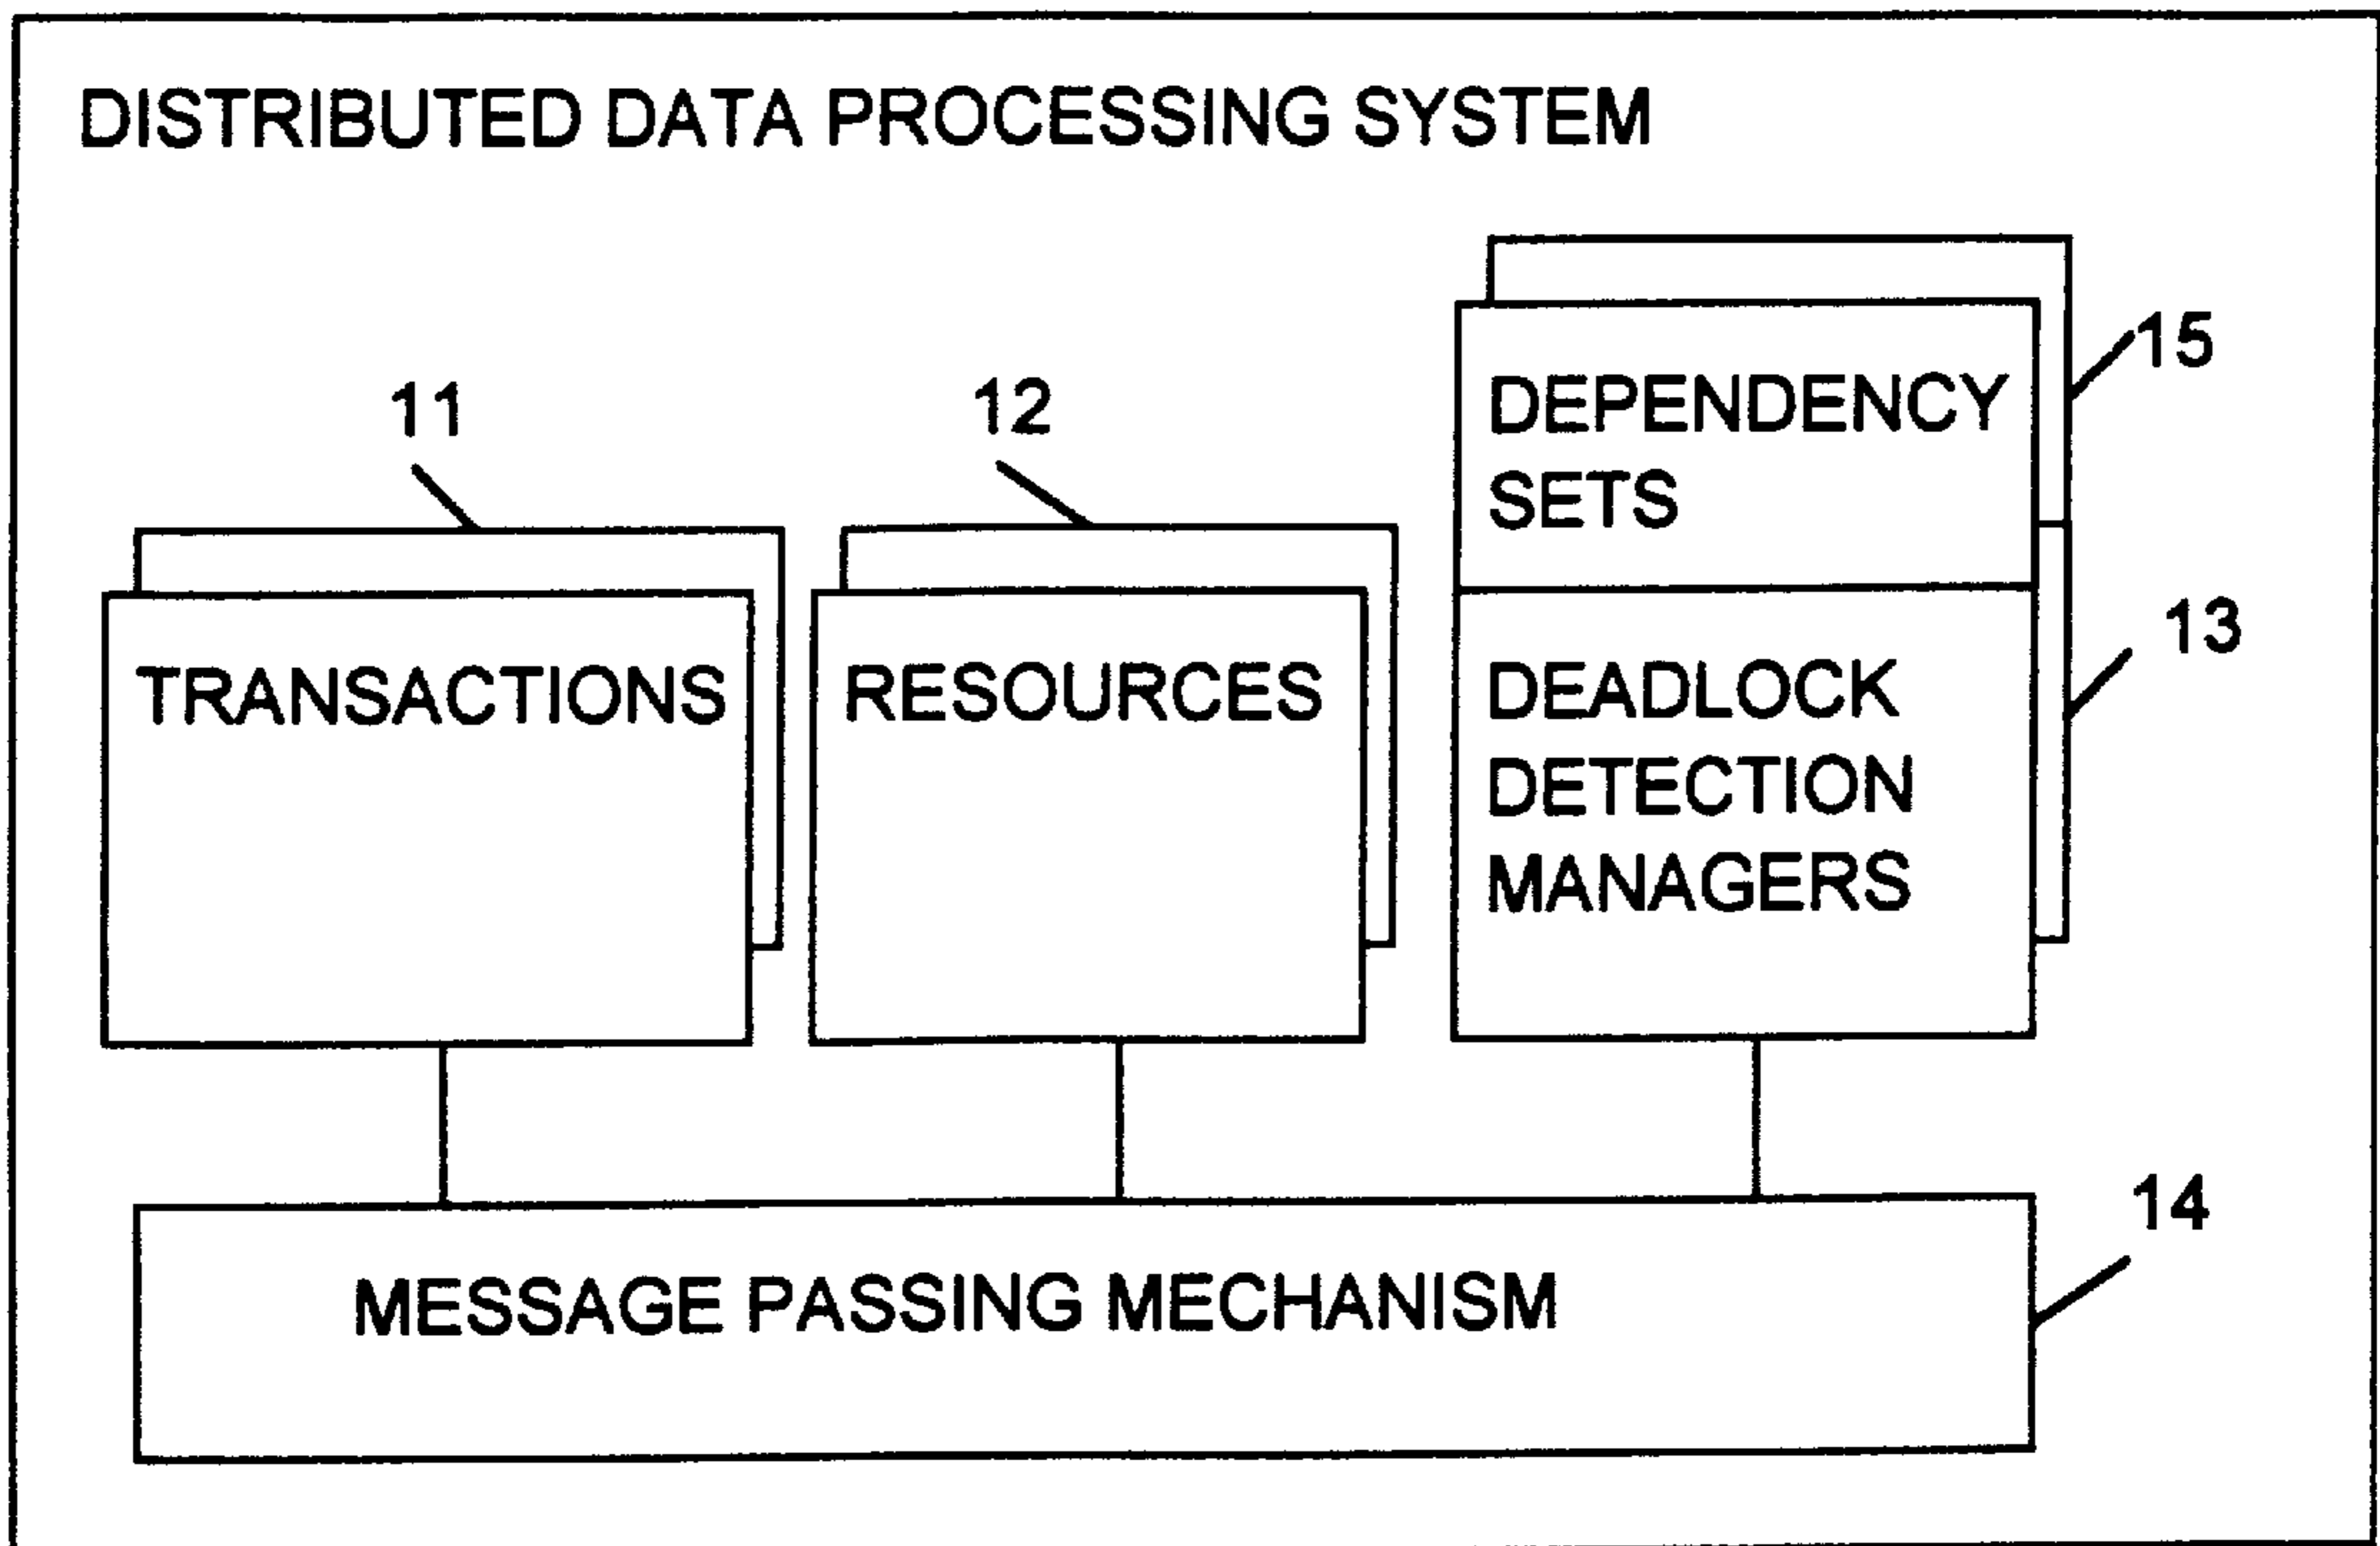 DISTRIBUTED DATA PROCESSING SYSTEM
15
DEPENDENCY
SETS
11
12
13
TRANSACTIONS
RESOURCES
DEADLOCK
DETECTION
MANAGERS
14
MESSAGE PASSING MECHANISM